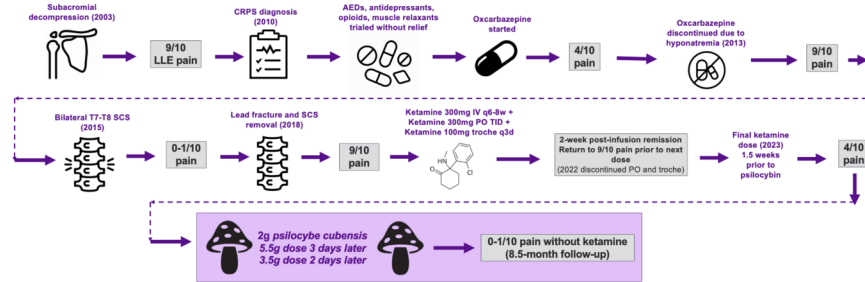 Subacromial
decompression (2003)
9/10
LLE pain
CRPS diagnosis
(2010)
AEDs, antidepressants,
opioids, muscle relaxants
trialed without relief
Oxcarbazepine
started
4/10
pain
Oxcarbazepine
discontinued due to
hyponatremia (2013)
9/10
pain
Bilateral T7-T8 SCS
(2015)
0-1/10
pain
Lead fracture and SCS
removal (2018)
9/10
pain
Ketamine 300mg IV q6-8w +
Ketamine 300mg PO TID +
Ketamine 100mg troche q3d
N
O
Cl
2-week post-infusion remission
Return to 9/10 pain prior to next
dose
(2022 discontinued PO and troche)
Final ketamine
dose (2023)
1.5 weeks
prior to
psilocybin
4/10
pain
2g psilocybe cubensis
5.5g dose 3 days later
3.5g dose 2 days later
0-1/10 pain without ketamine
(8.5-month follow-up)